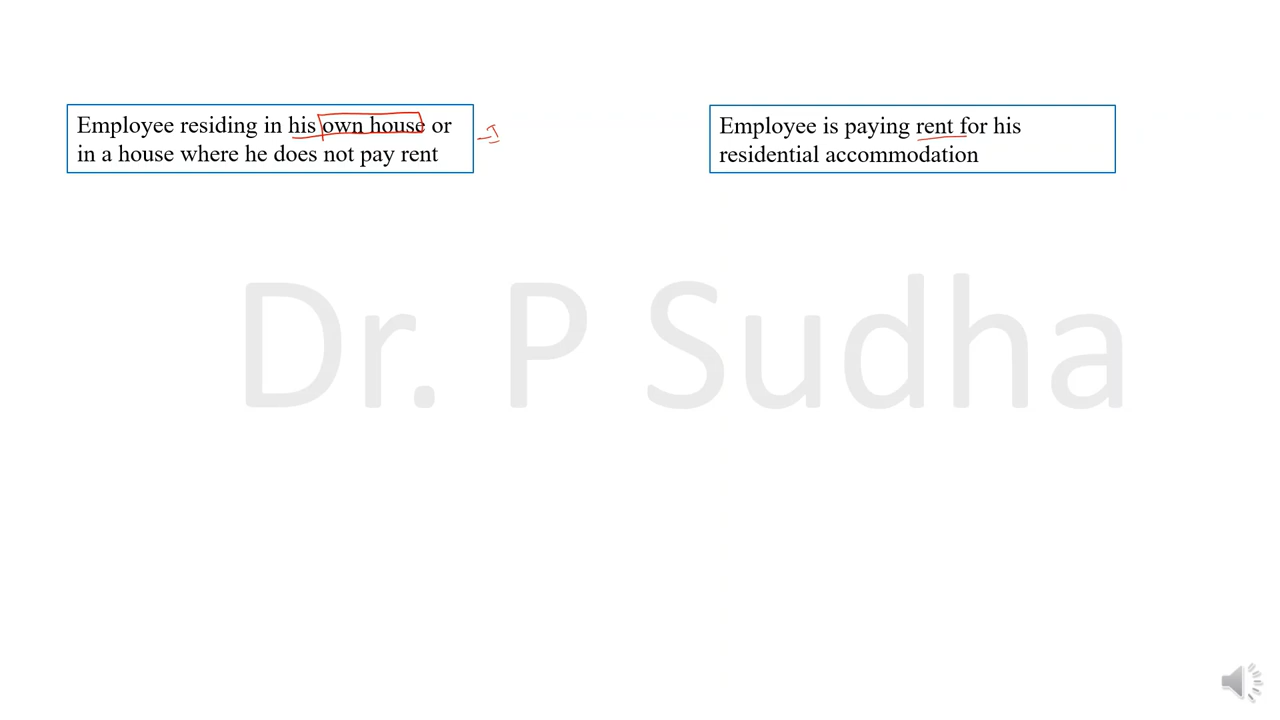 Employee residing in his own house or
in a house where he does not pay rent
Employee is paying rent for his
residential accommodation
Dr. P Sudha